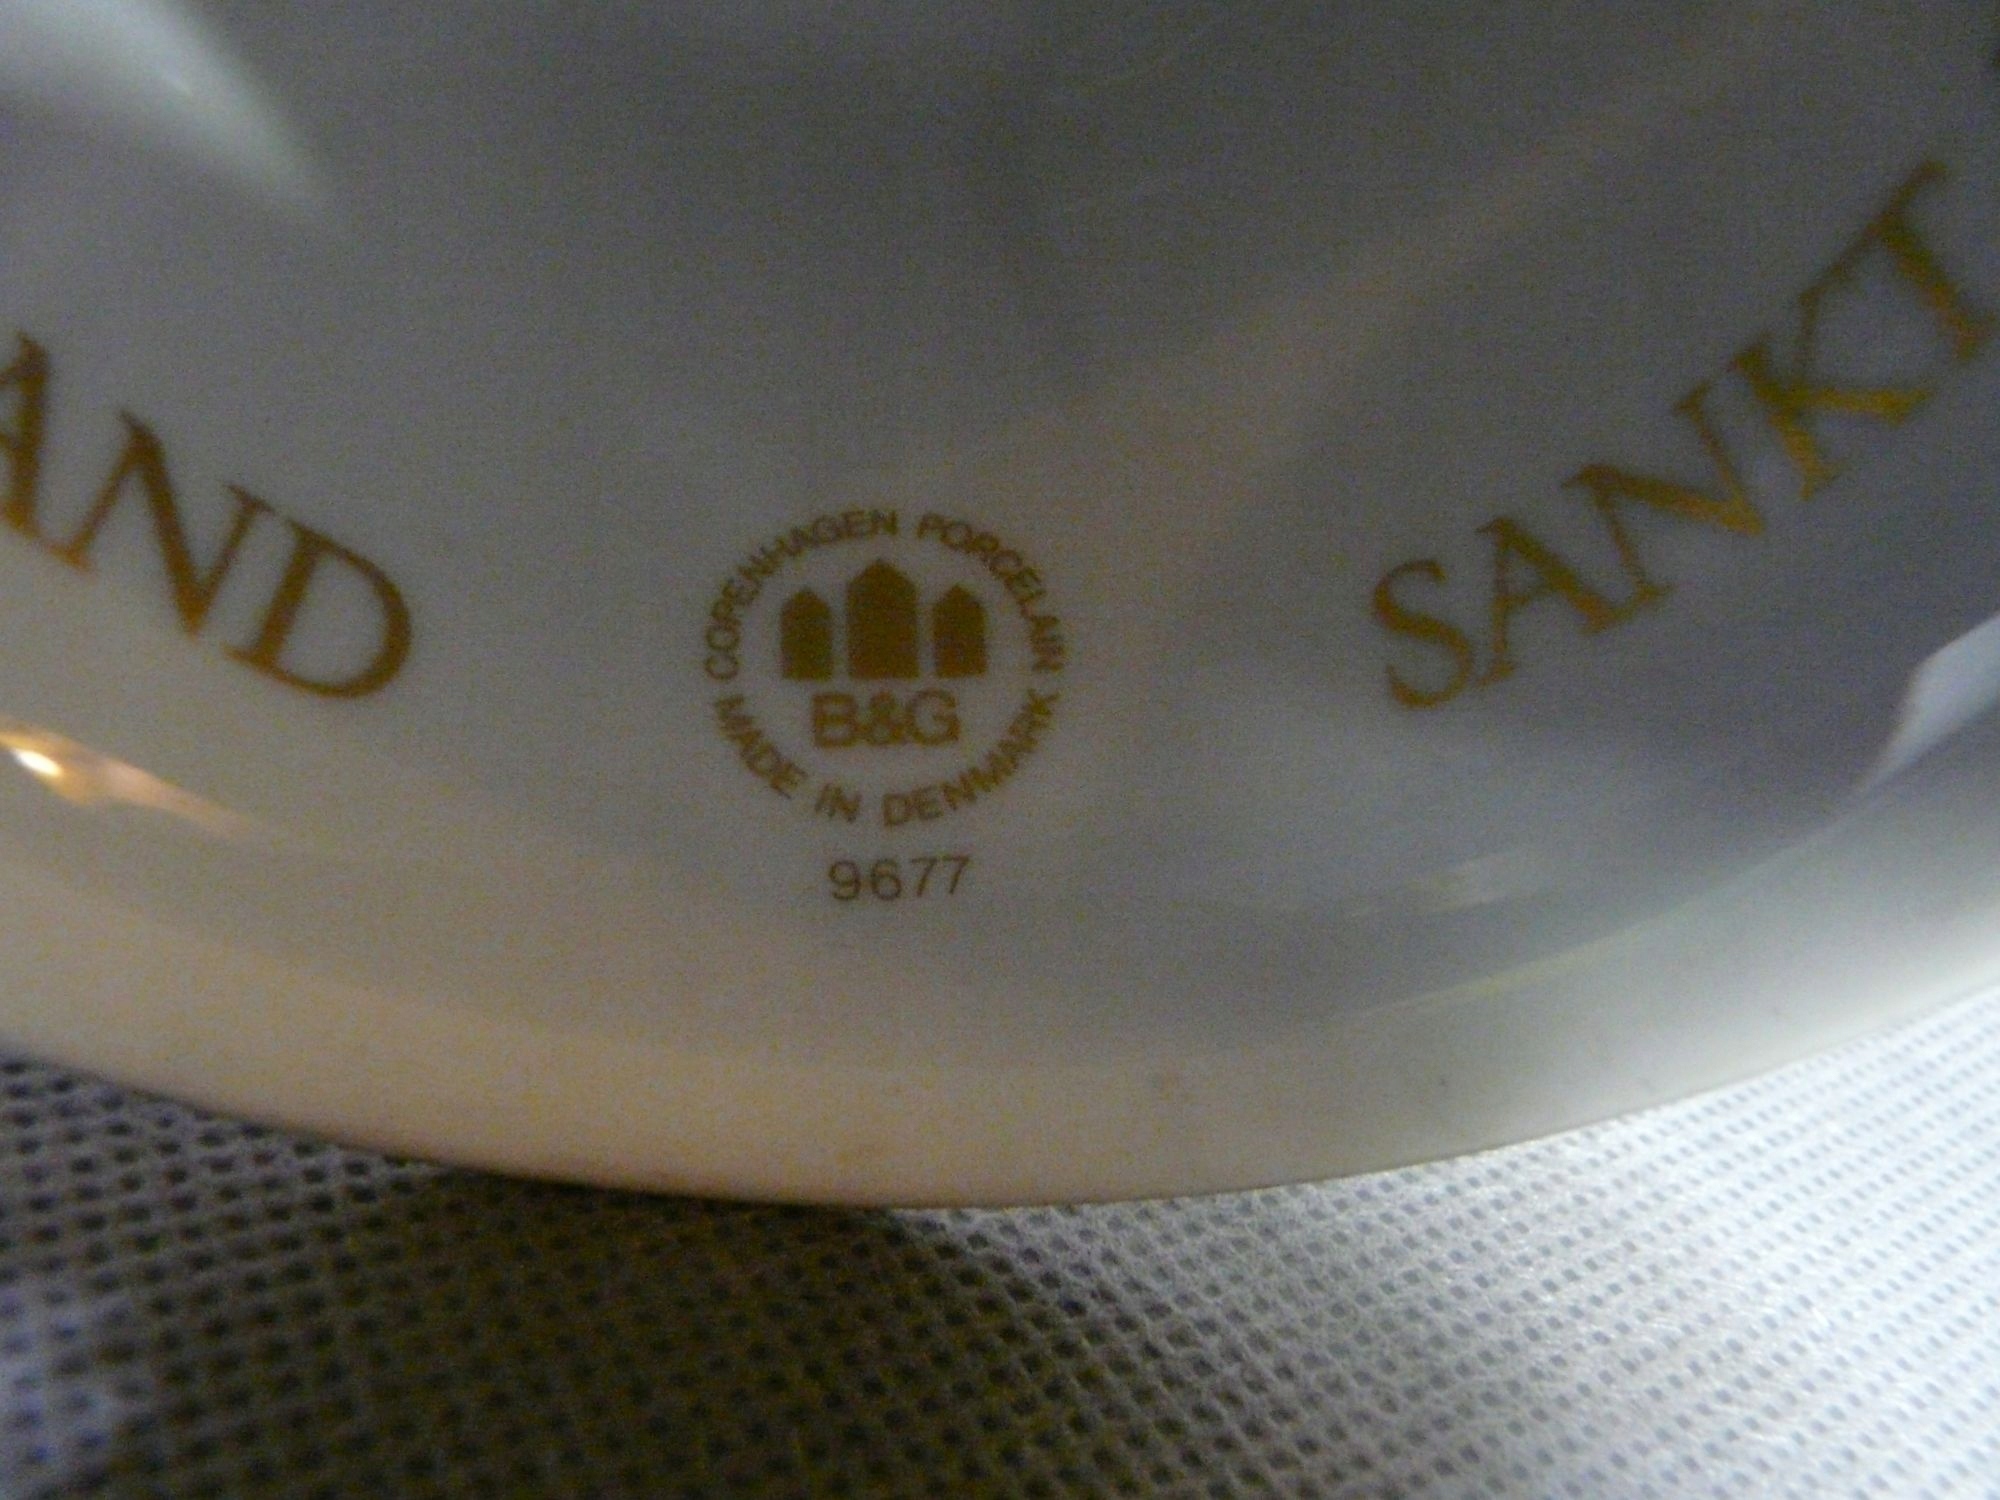 AND
SANKT
COPENHAGEN PORCELAIN
B&G
MADE IN DENMARK
9677